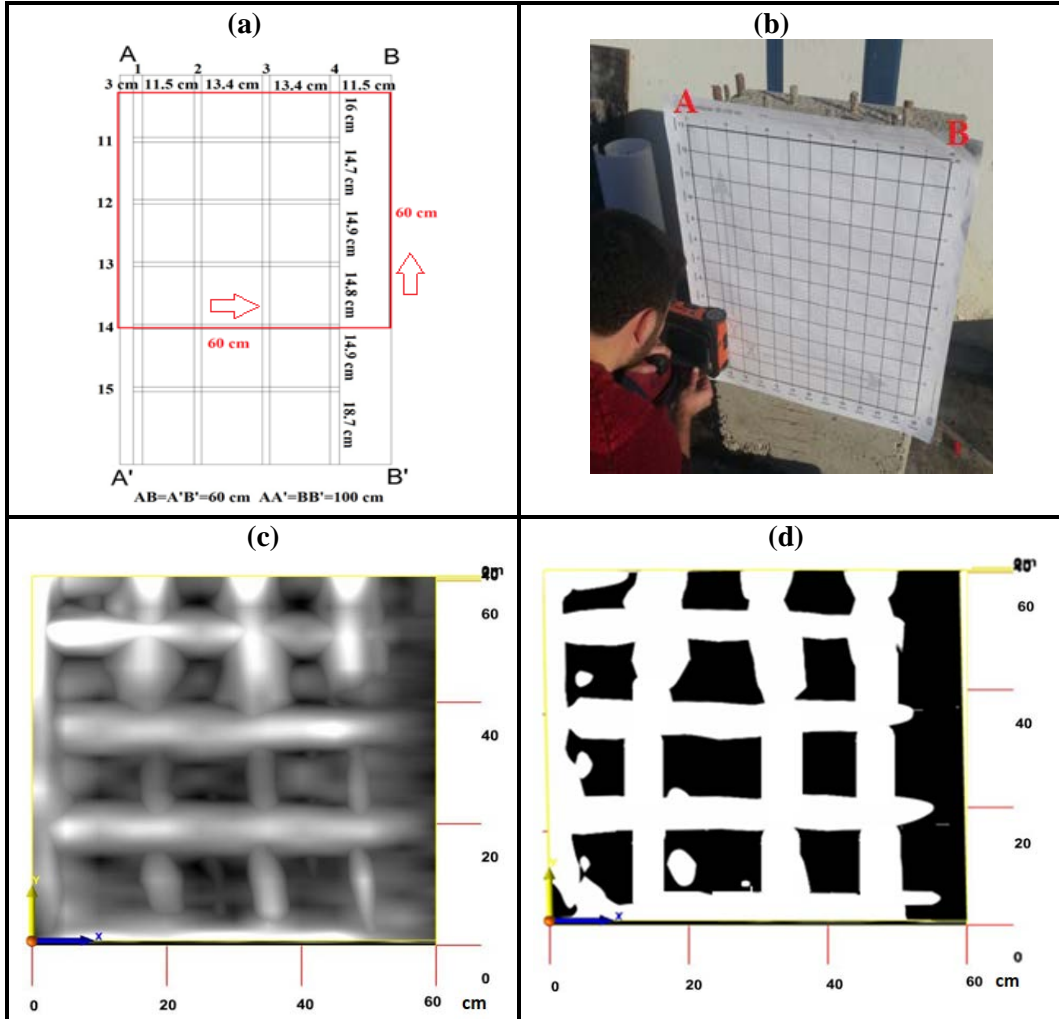 (a)
A B
1 2 3 4
3 cm 11.5 cm 13.4 cm 13.4 cm 11.5 cm
16 cm
11
14.7 cm
12
14.9 cm
60 cm
13
14.8 cm
14
60 cm
14.9 cm
15
18.7 cm
A' B'
AB=A'B'=60 cm AA'=BB'=100 cm
(b)
A
B
(c)
60
40
20
Y
X
0
0 20 40 60
cm
(d)
60
40
20
Y
X
0
0 20 40 60
cm